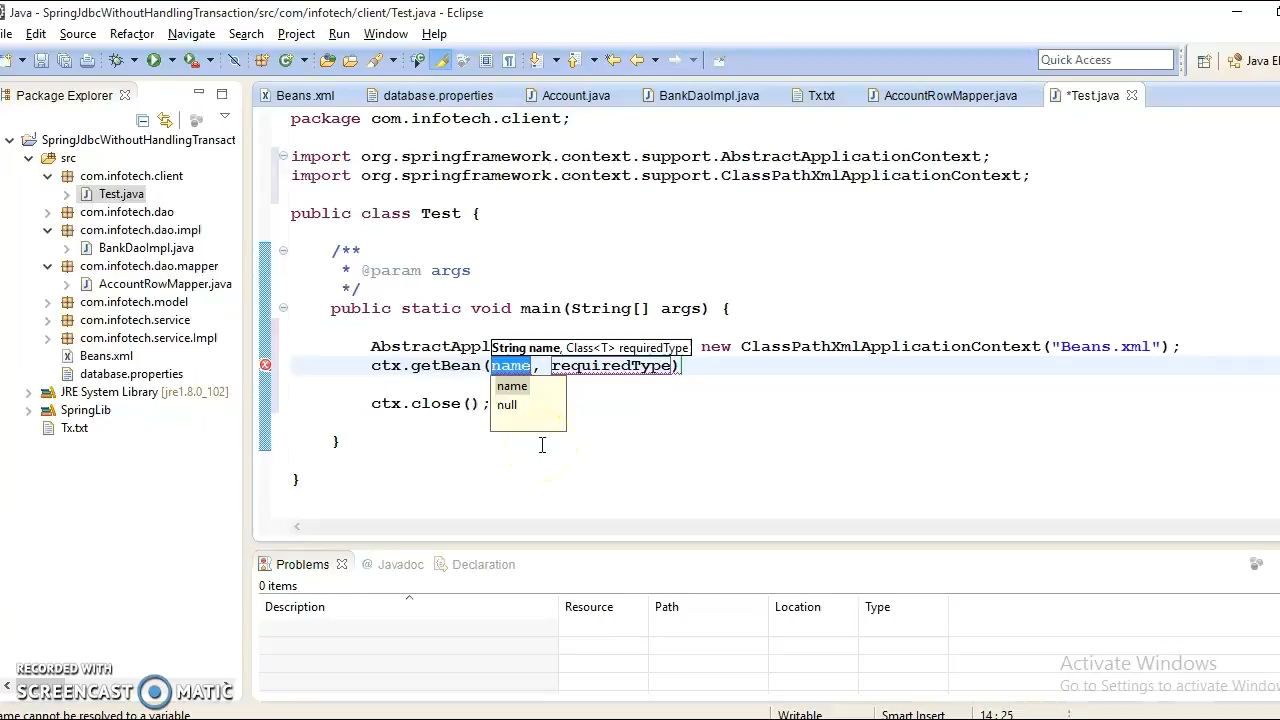 Java - SpringJdbcWithoutHandlingTransaction/src/com/infotech/client/Test.java - Eclipse
Edit Source Refactor Navigate Search Project Run Window Help
Quick Access
Package Explorer
Beans.xml database.properties Account.java BankDaoImpl.java Tx.txt AccountRowMapper.java *Test.java
SpringJdbcWithoutHandlingTransact
src
com.infotech.client
Test.java
com.infotech.dao
com.infotech.dao.impl
BankDaoImpl.java
com.infotech.dao.mapper
AccountRowMapper.java
com.infotech.model
com.infotech.service
com.infotech.service.Impl
Beans.xml
database.properties
JRE System Library [jre1.8.0_102]
SpringLib
Tx.txt
package com.infotech.client;
import org.springframework.context.support.AbstractApplicationContext;
import org.springframework.context.support.ClassPathXmlApplicationContext;
public class Test {
/**
* @param args
*/
public static void main(String[] args) {
AbstractAppl String name, Class<T> requiredType new ClassPathXmlApplicationContext("Beans.xml");
ctx.getBean(name, requiredType)
name
null
ctx.close();
}
}
Problems @ Javadoc Declaration
0 items
Description Resource Path Location Type
RECORDED WITH
SCREENCAST MATIC
Activate Windows
Go to Settings to activate
ame cannot be resolved to a variable
Writable Smart Insert 14 : 25